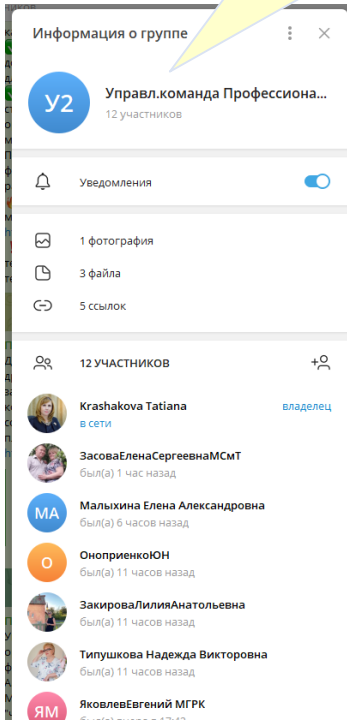 Информация о группе
У2
Управл.команда Профессиона...
12 участников
Уведомления
1 фотография
3 файла
5 ссылок
12 УЧАСТНИКОВ
Krashakova Tatiana владелец
в сети
ЗасоваЕленаСергеевнаМСмТ
был(а) 1 час назад
МА
Малыхина Елена Александровна
был(а) 6 часов назад
О
ОноприенкоЮН
был(а) 11 часов назад
ЗакироваЛилияАнатольевна
был(а) 11 часов назад
Типушкова Надежда Викторовна
был(а) 11 часов назад
ЯМ
ЯковлевЕвгений МГРК